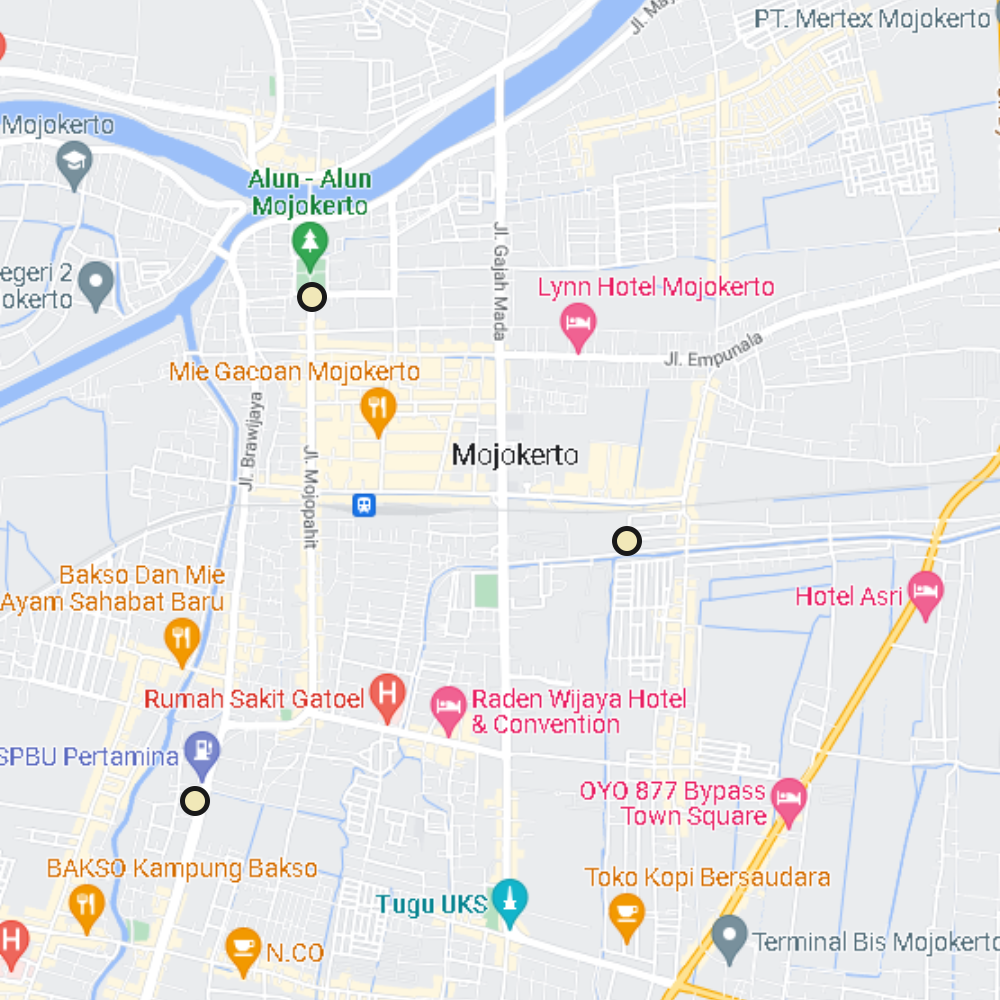 Jl. Maj
PT. Mertex Mojokerto
Mojokerto
Alun - Alun
Mojokerto
Jl. Gajah Mada
egeri 2
okerto
Lynn Hotel Mojokerto
Jl. Empunala
Mie Gacoan Mojokerto
Jl. Brawijaya
Jl. Mojopahit
Mojokerto
Bakso Dan Mie
Ayam Sahabat Baru
Hotel Asri
Rumah Sakit Gatoel
H
Raden Wijaya Hotel
& Convention
SPBU Pertamina
OYO 877 Bypass
Town Square
BAKSO Kampung Bakso
Toko Kopi Bersaudara
Tugu UKS
H
N.CO
Terminal Bis Mojokerto